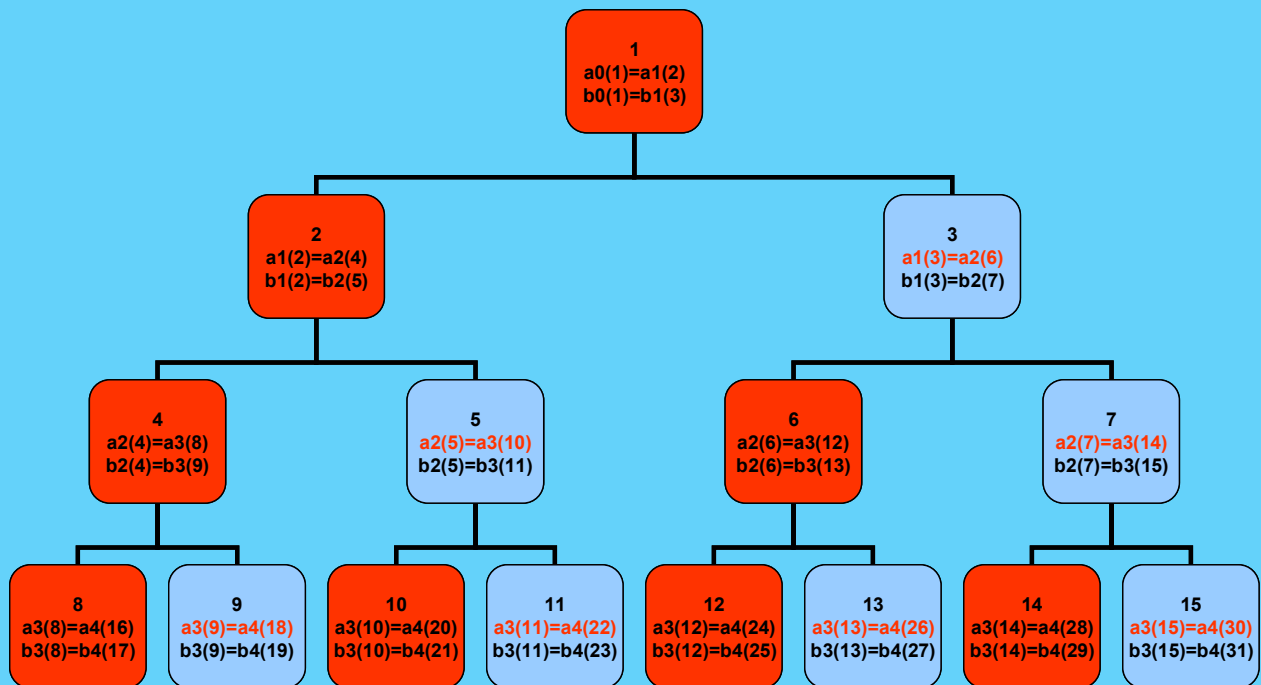 1
a0(1)=a1(2)
b0(1)=b1(3)
2
a1(2)=a2(4)
b1(2)=b2(5)
3
a1(3)=a2(6)
b1(3)=b2(7)
4
a2(4)=a3(8)
b2(4)=b3(9)
5
a2(5)=a3(10)
b2(5)=b3(11)
6
a2(6)=a3(12)
b2(6)=b3(13)
7
a2(7)=a3(14)
b2(7)=b3(15)
8
a3(8)=a4(16)
b3(8)=b4(17)
9
a3(9)=a4(18)
b3(9)=b4(19)
10
a3(10)=a4(20)
b3(10)=b4(21)
11
a3(11)=a4(22)
b3(11)=b4(23)
12
a3(12)=a4(24)
b3(12)=b4(25)
13
a3(13)=a4(26)
b3(13)=b4(27)
14
a3(14)=a4(28)
b3(14)=b4(29)
15
a3(15)=a4(30)
b3(15)=b4(31)